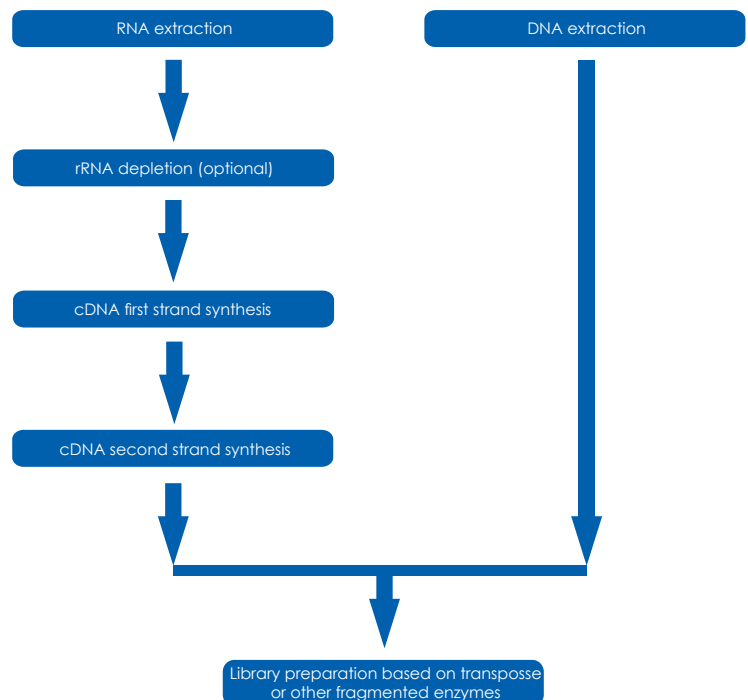 RNA extraction
DNA extraction
rRNA depletion (optional)
cDNA first strand synthesis
cDNA second strand synthesis
Library preparation based on transposse
or other fragmented enzymes